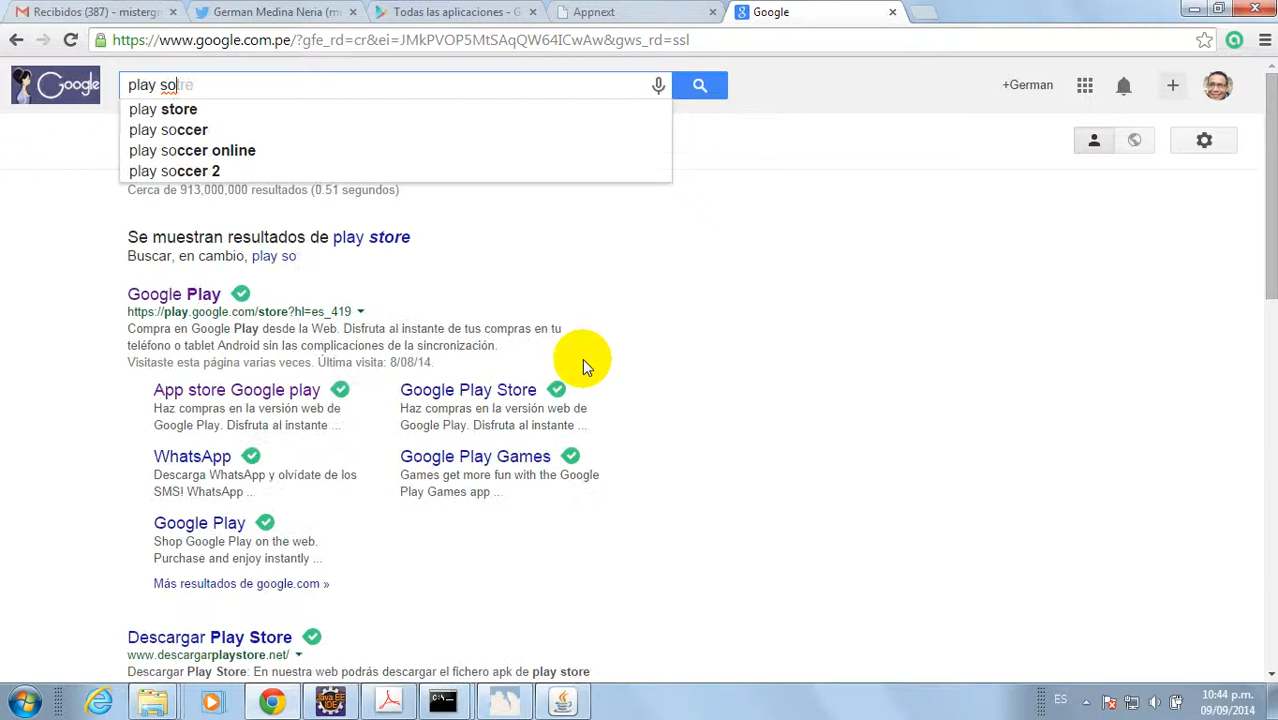 Recibidos (387) - mistergm
German Medina Neria (@me
Todas las aplicaciones - G
Appnext
Google
https://www.google.com.pe/?gfe_rd=cr&ei=JMkPVOP5MtSAqQW64ICwAw&gws_rd=ssl
Google
play sotre
+German
play store
play soccer
play soccer online
play soccer 2
Cerca de 913,000,000 resultados (0.51 segundos)
Se muestran resultados de play store
Buscar, en cambio, play so
Google Play
https://play.google.com/store?hl=es_419
Compra en Google Play desde la Web. Disfruta al instante de tus compras en tu
teléfono o tablet Android sin las complicaciones de la sincronización.
Visitaste esta página varias veces. Última visita: 8/08/14.
App store Google play
Haz compras en la versión web de
Google Play. Disfruta al instante ...
Google Play Store
Haz compras en la versión web de
Google Play. Disfruta al instante ...
WhatsApp
Descarga WhatsApp y olvídate de los
SMS! WhatsApp ...
Google Play Games
Games get more fun with the Google
Play Games app ...
Google Play
Shop Google Play on the web.
Purchase and enjoy instantly ...
Más resultados de google.com »
Descargar Play Store
www.descargarplaystore.net/
Descargar Play Store: En nuestra web podrás descargar el fichero apk de play store
ES
10:44 p.m.
09/09/2014